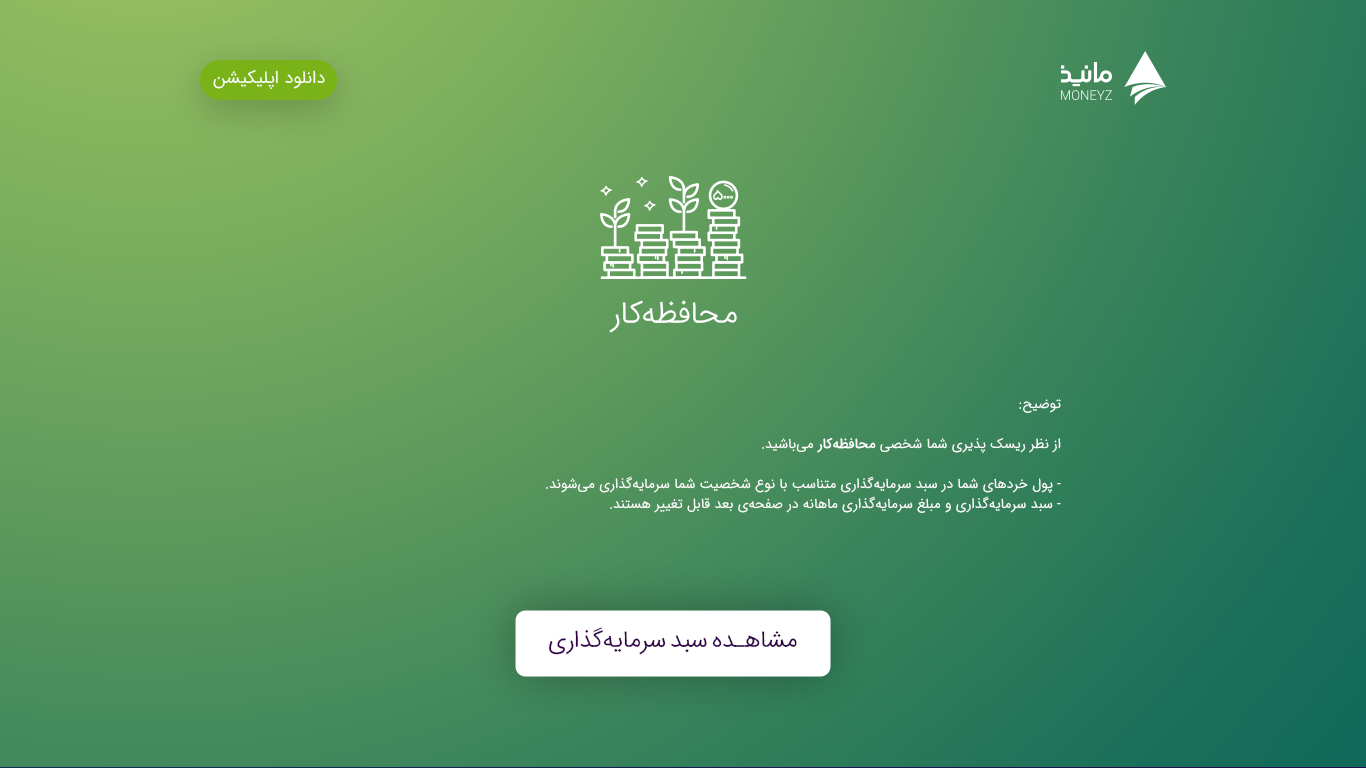 مانیذ
MONEYZ
دانلود اپلیکیشن
۵۰۰۰
محافظه‌کار
توضیح:
از نظر ریسک پذیری شما شخصی محافظه‌کار می‌باشید.
- پول خردهای شما در سبد سرمایه‌گذاری متناسب با نوع شخصیت شما سرمایه‌گذاری می‌شوند.
- سبد سرمایه‌گذاری و مبلغ سرمایه‌گذاری ماهانه در صفحه‌ی بعد قابل تغییر هستند.
مشاهـده سبد سرمایه‌گذاری